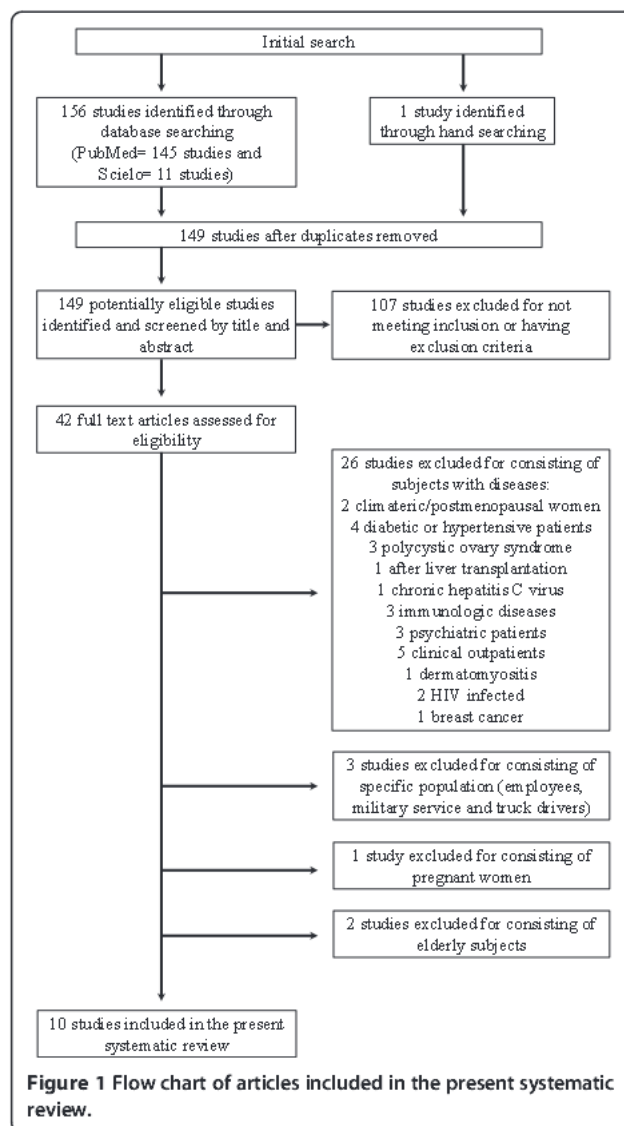 Initial search
156 studies identified through
database searching
(PubMed= 145 studies and
Scielo= 11 studies)
1 study identified
through hand searching
149 studies after duplicates removed
149 potentially eligible studies
identified and screened by title and
abstract
107 studies excluded for not
meeting inclusion or having
exclusion criteria
42 full text articles assessed for
eligibility
26 studies excluded for consisting of
subjects with diseases:
2 climateric/postmenopausal women
4 diabetic or hypertensive patients
3 polycystic ovary syndrome
1 after liver transplantation
1 chronic hepatitis C virus
3 immunologic diseases
3 psychiatric patients
5 clinical outpatients
1 dermatomyositis
2 HIV infected
1 breast cancer
3 studies excluded for consisting of
specific population (employees,
military service and truck drivers)
1 study excluded for consisting of
pregnant women
2 studies excluded for consisting of
elderly subjects
10 studies included in the present
systematic review
Figure 1 Flow chart of articles included in the present systematic
review.